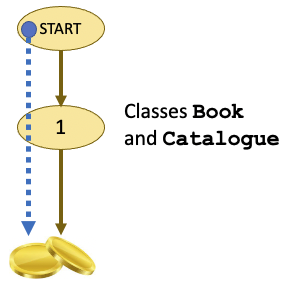 START
1
Classes Book
and Catalogue